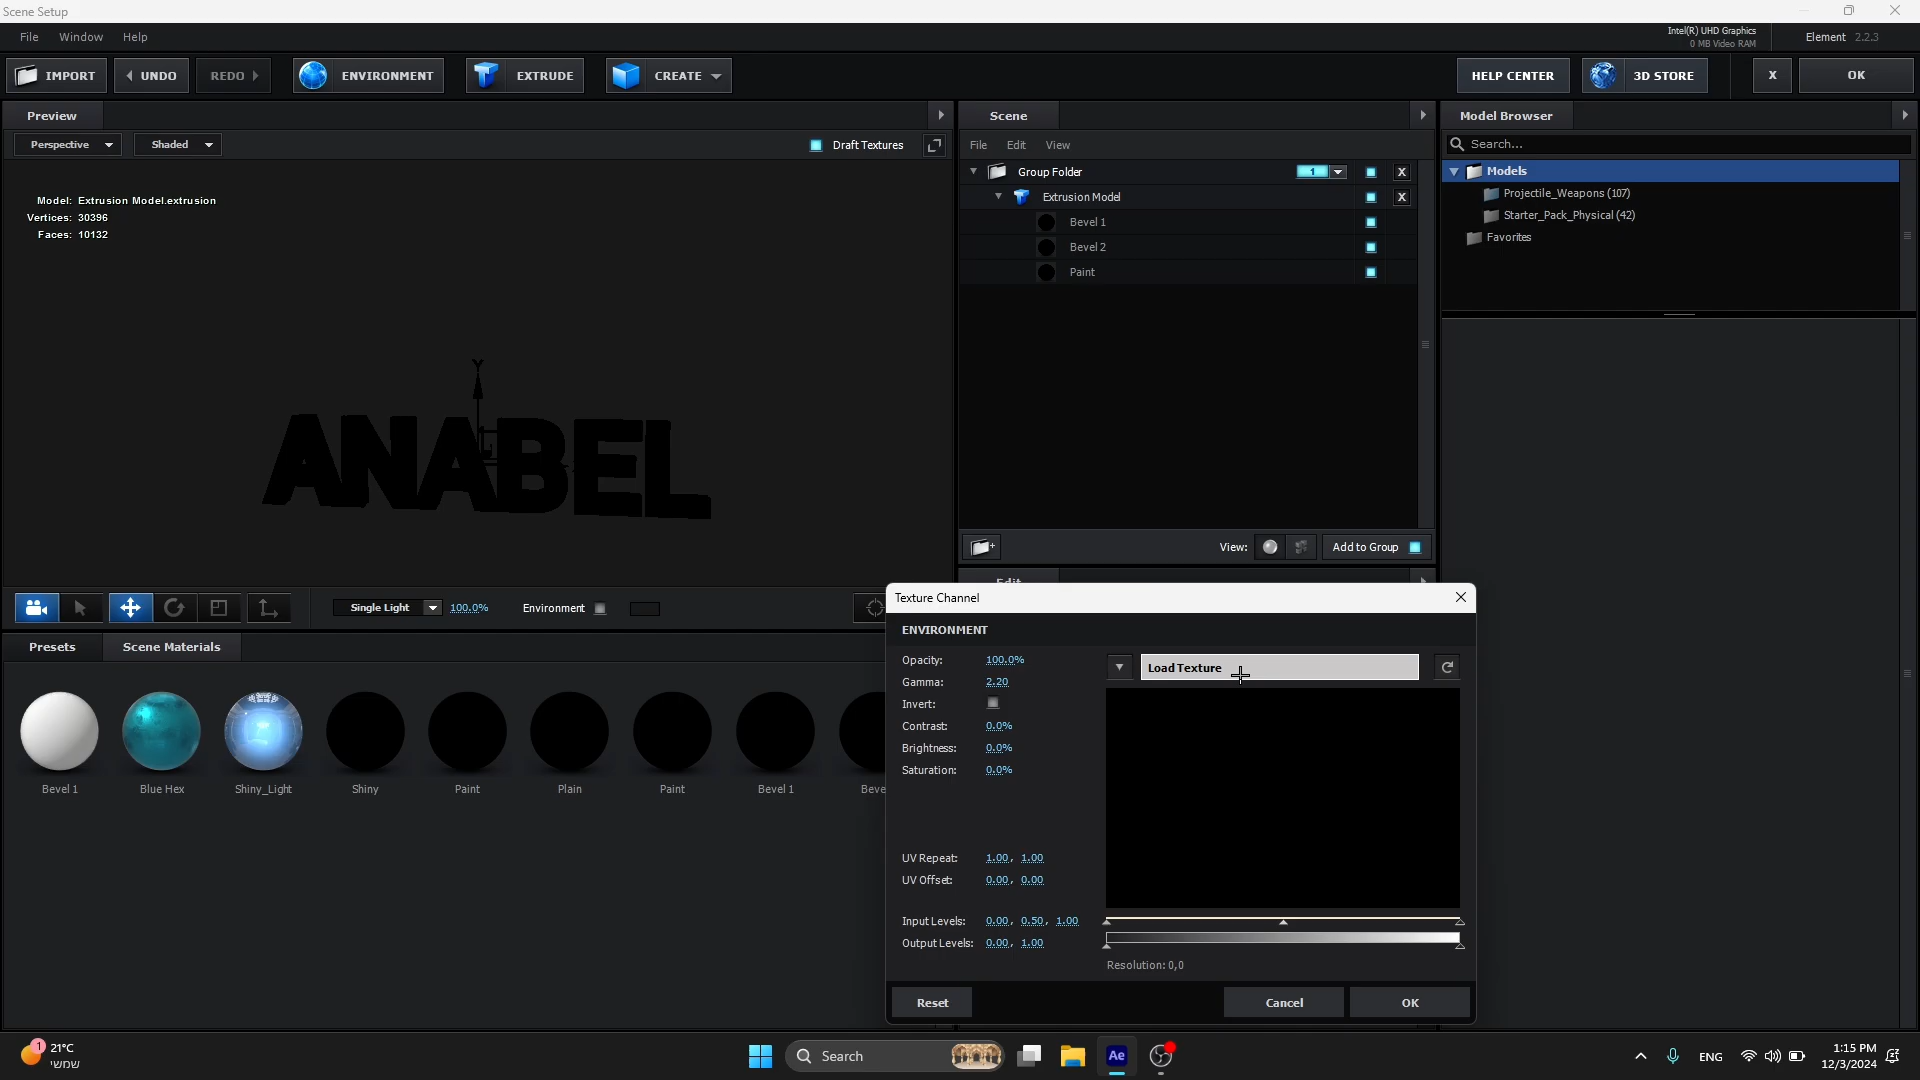 Scene Setup
File Window Help
Intel(R) UHD Graphics
0 MB Video RAM
Element 2.2.3
IMPORT UNDO REDO ENVIRONMENT EXTRUDE CREATE HELP CENTER 3D STORE X OK
Preview
Perspective Shaded Draft Textures
Model: Extrusion Model.extrusion
Vertices: 30396
Faces: 10132
Y
ANABEL
Single Light 100.0% Environment
Scene
File Edit View
Group Folder 1 X
Extrusion Model X
Bevel 1
Bevel 2
Paint
View: Add to Group
Edit
Model Browser
Search...
Models
Projectile_Weapons (107)
Starter_Pack_Physical (42)
Favorites
Presets Scene Materials
Bevel 1 Blue Hex Shiny_Light Shiny Paint Plain Paint Bevel 1 Beve
Texture Channel
ENVIRONMENT
Opacity: 100.0%
Gamma: 2.20
Invert:
Contrast: 0.0%
Brightness: 0.0%
Saturation: 0.0%
UV Repeat: 1.00, 1.00
UV Offset: 0.00, 0.00
Input Levels: 0.00, 0.50, 1.00
Output Levels: 0.00, 1.00
Load Texture
Resolution: 0,0
Reset Cancel OK
1
21°C
שמשי
Search
Ae
ENG
1:15 PM
12/3/2024